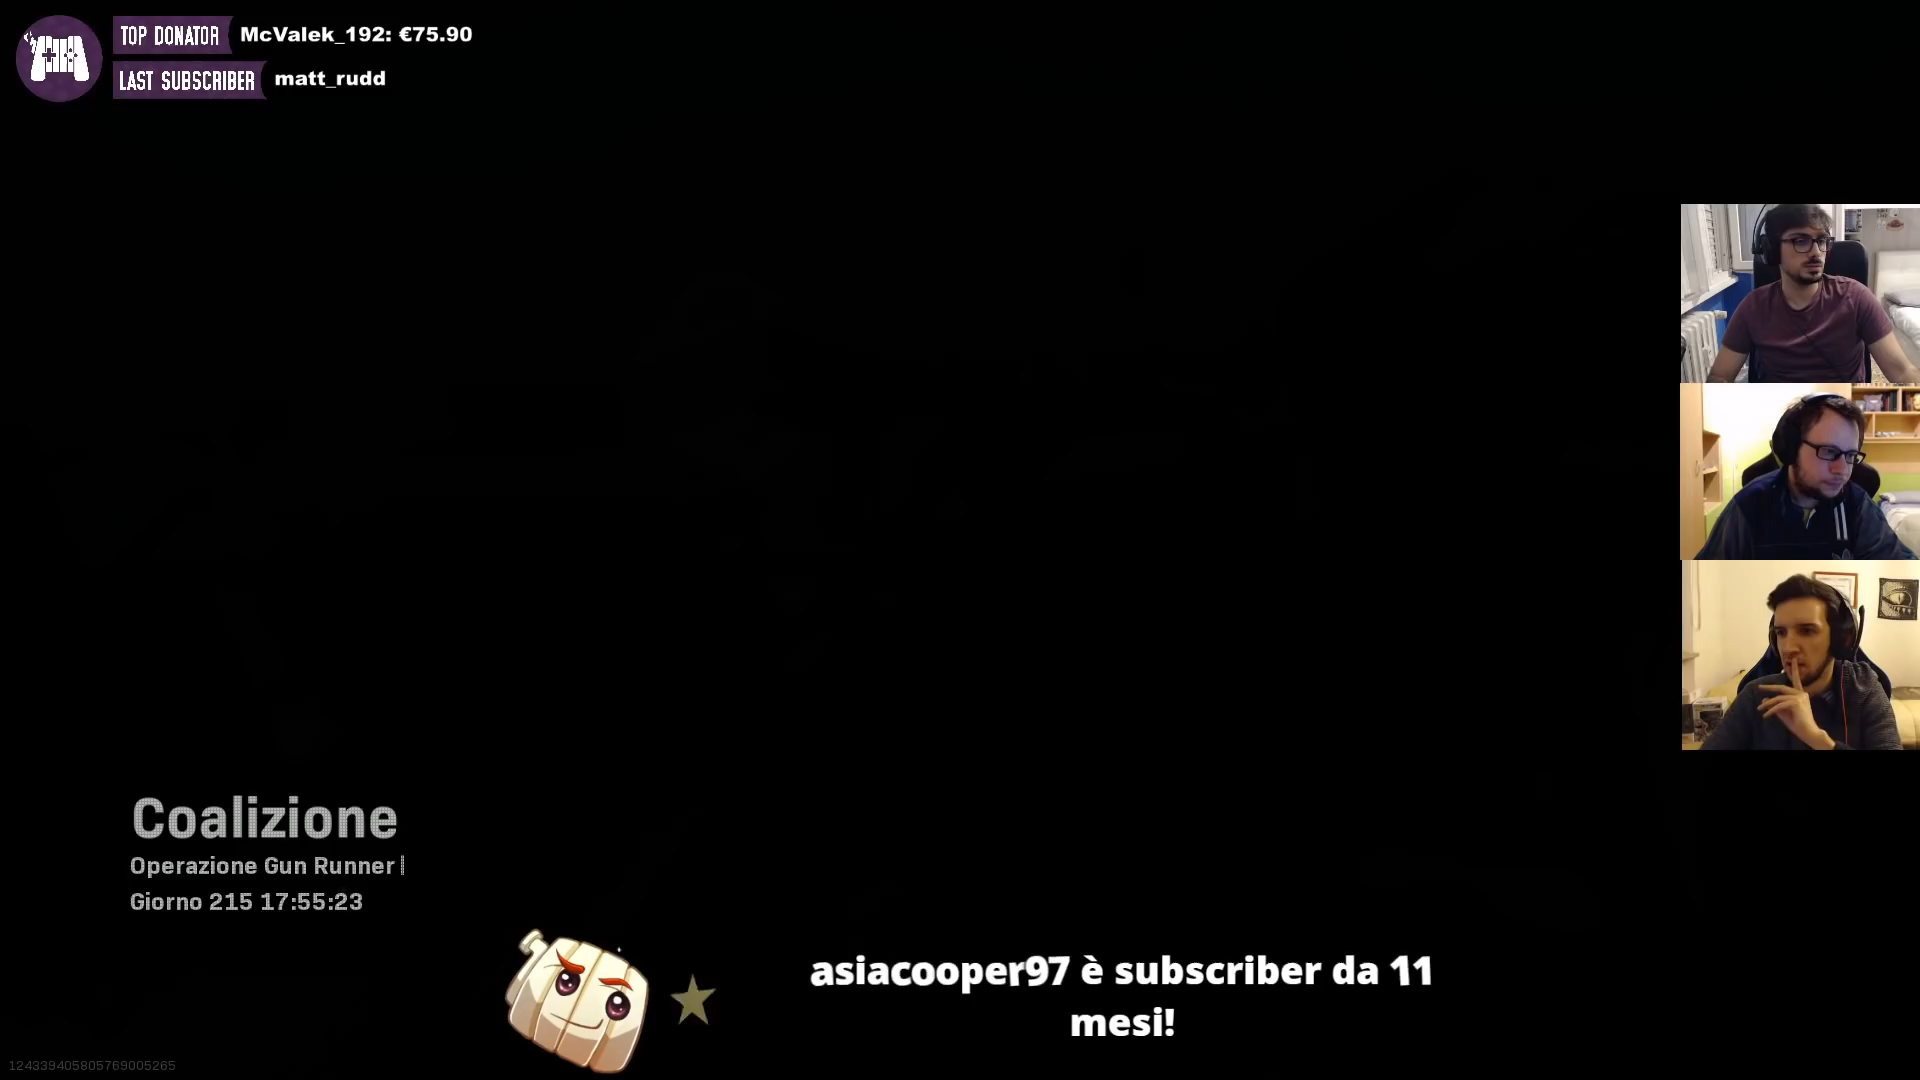 TOP DONATOR McValek_192: €75.90
LAST SUBSCRIBER matt_rudd
Coalizione
Operazione Gun Runner
Giorno 215 17:55:23
asiacooper97 è subscriber da 11
mesi!
124339405805769005265